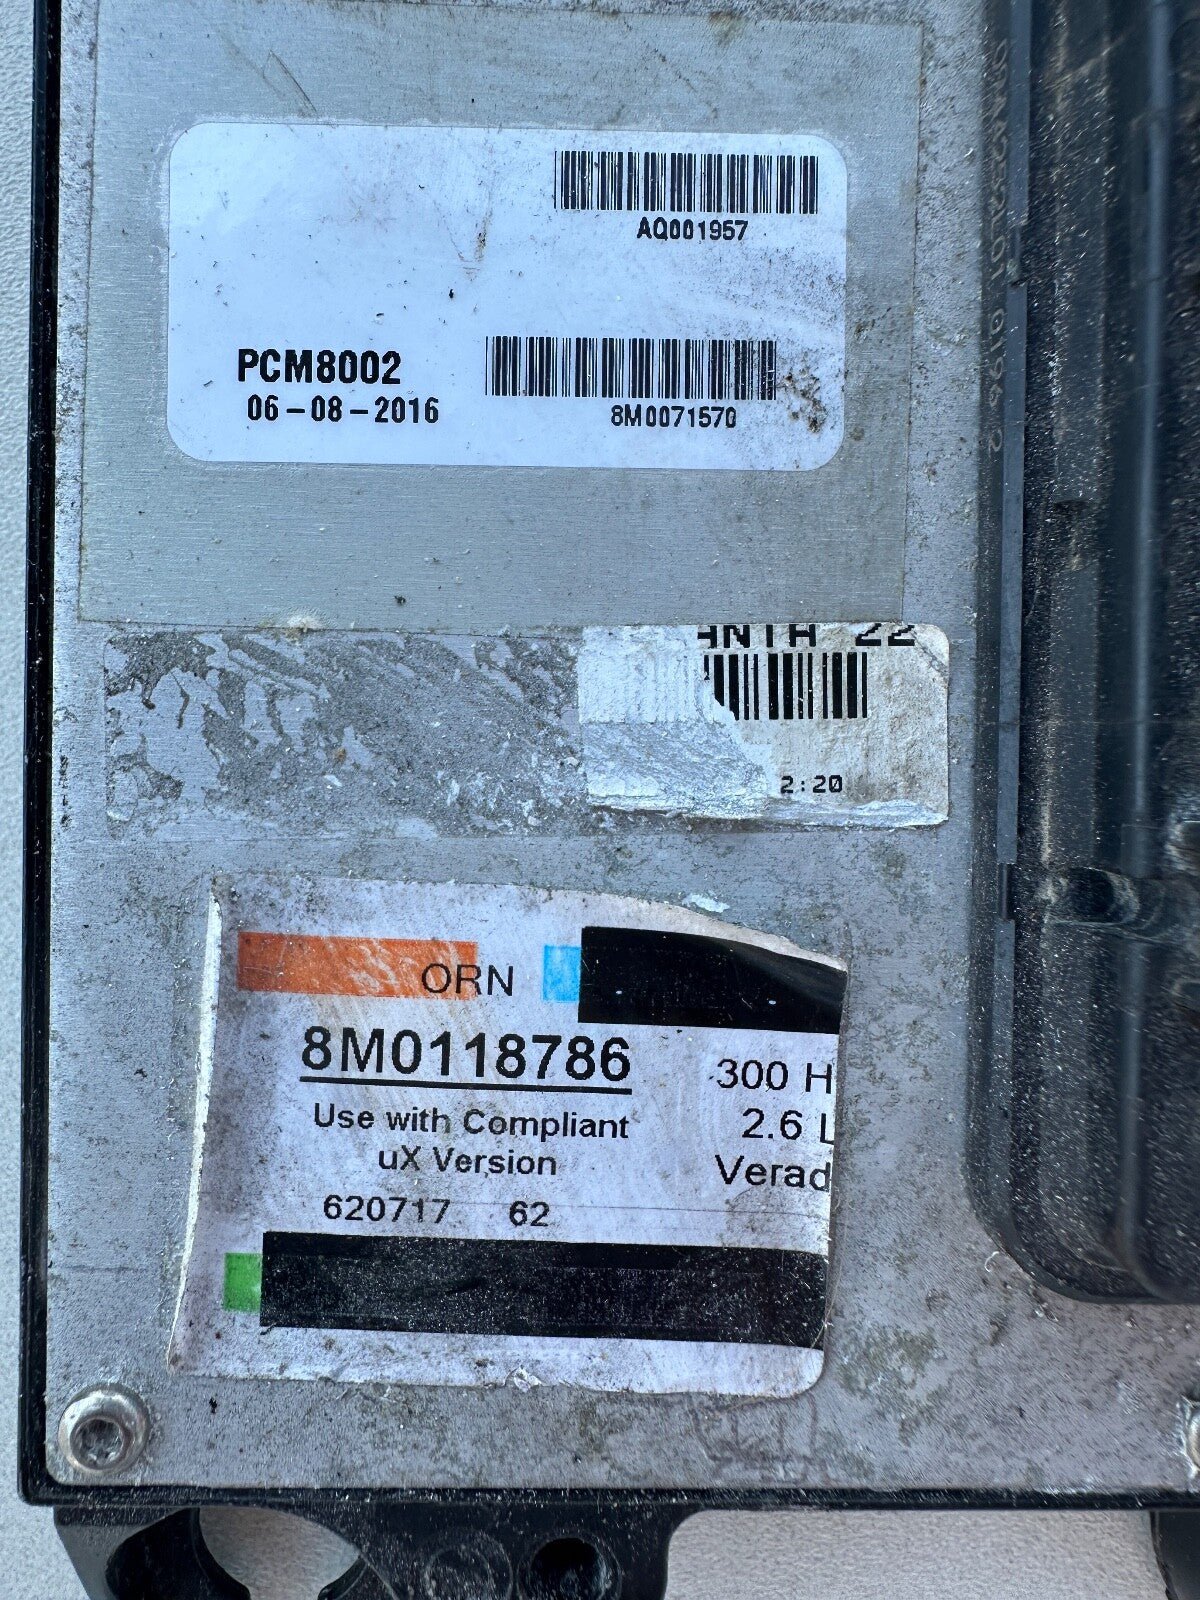 AQ001957
PCM8002
06-08-2016
8M0071570
22
2:20
ORN
8M0118786
300 H
Use with Compliant
2.6 L
uX Version
Verad
620717 62